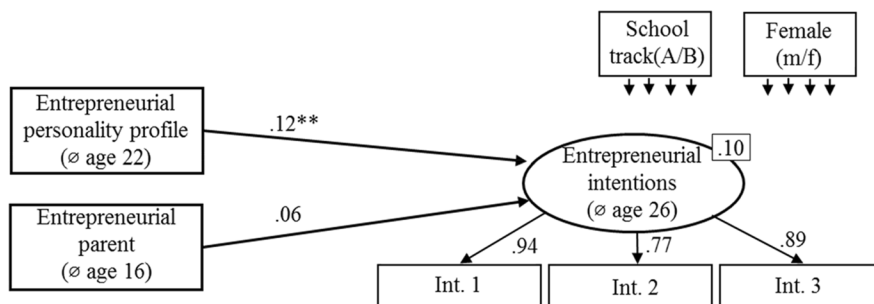 School
track(A/B)
Female
(m/f)
Entrepreneurial
personality profile
(ø age 22)
.12**
.10
Entrepreneurial
intentions
(ø age 26)
Entrepreneurial
parent
(ø age 16)
.06
.94
.77
.89
Int. 1
Int. 2
Int. 3